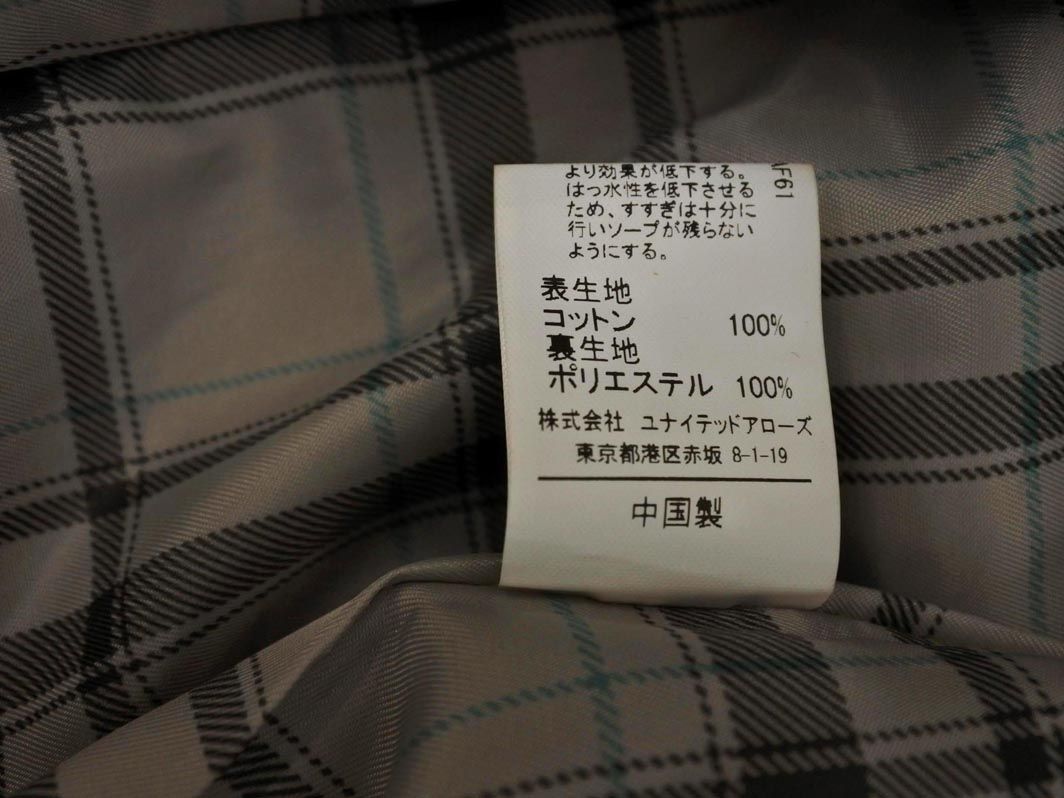 より効果が低下する。
はっ水性を低下させる
ため、すすぎは十分に
行いソープが残らない
ようにする。
表生地
コットン 100%
裏生地
ポリエステル 100%
株式会社 ユナイテッドアローズ
東京都港区赤坂 8-1-19
中国製